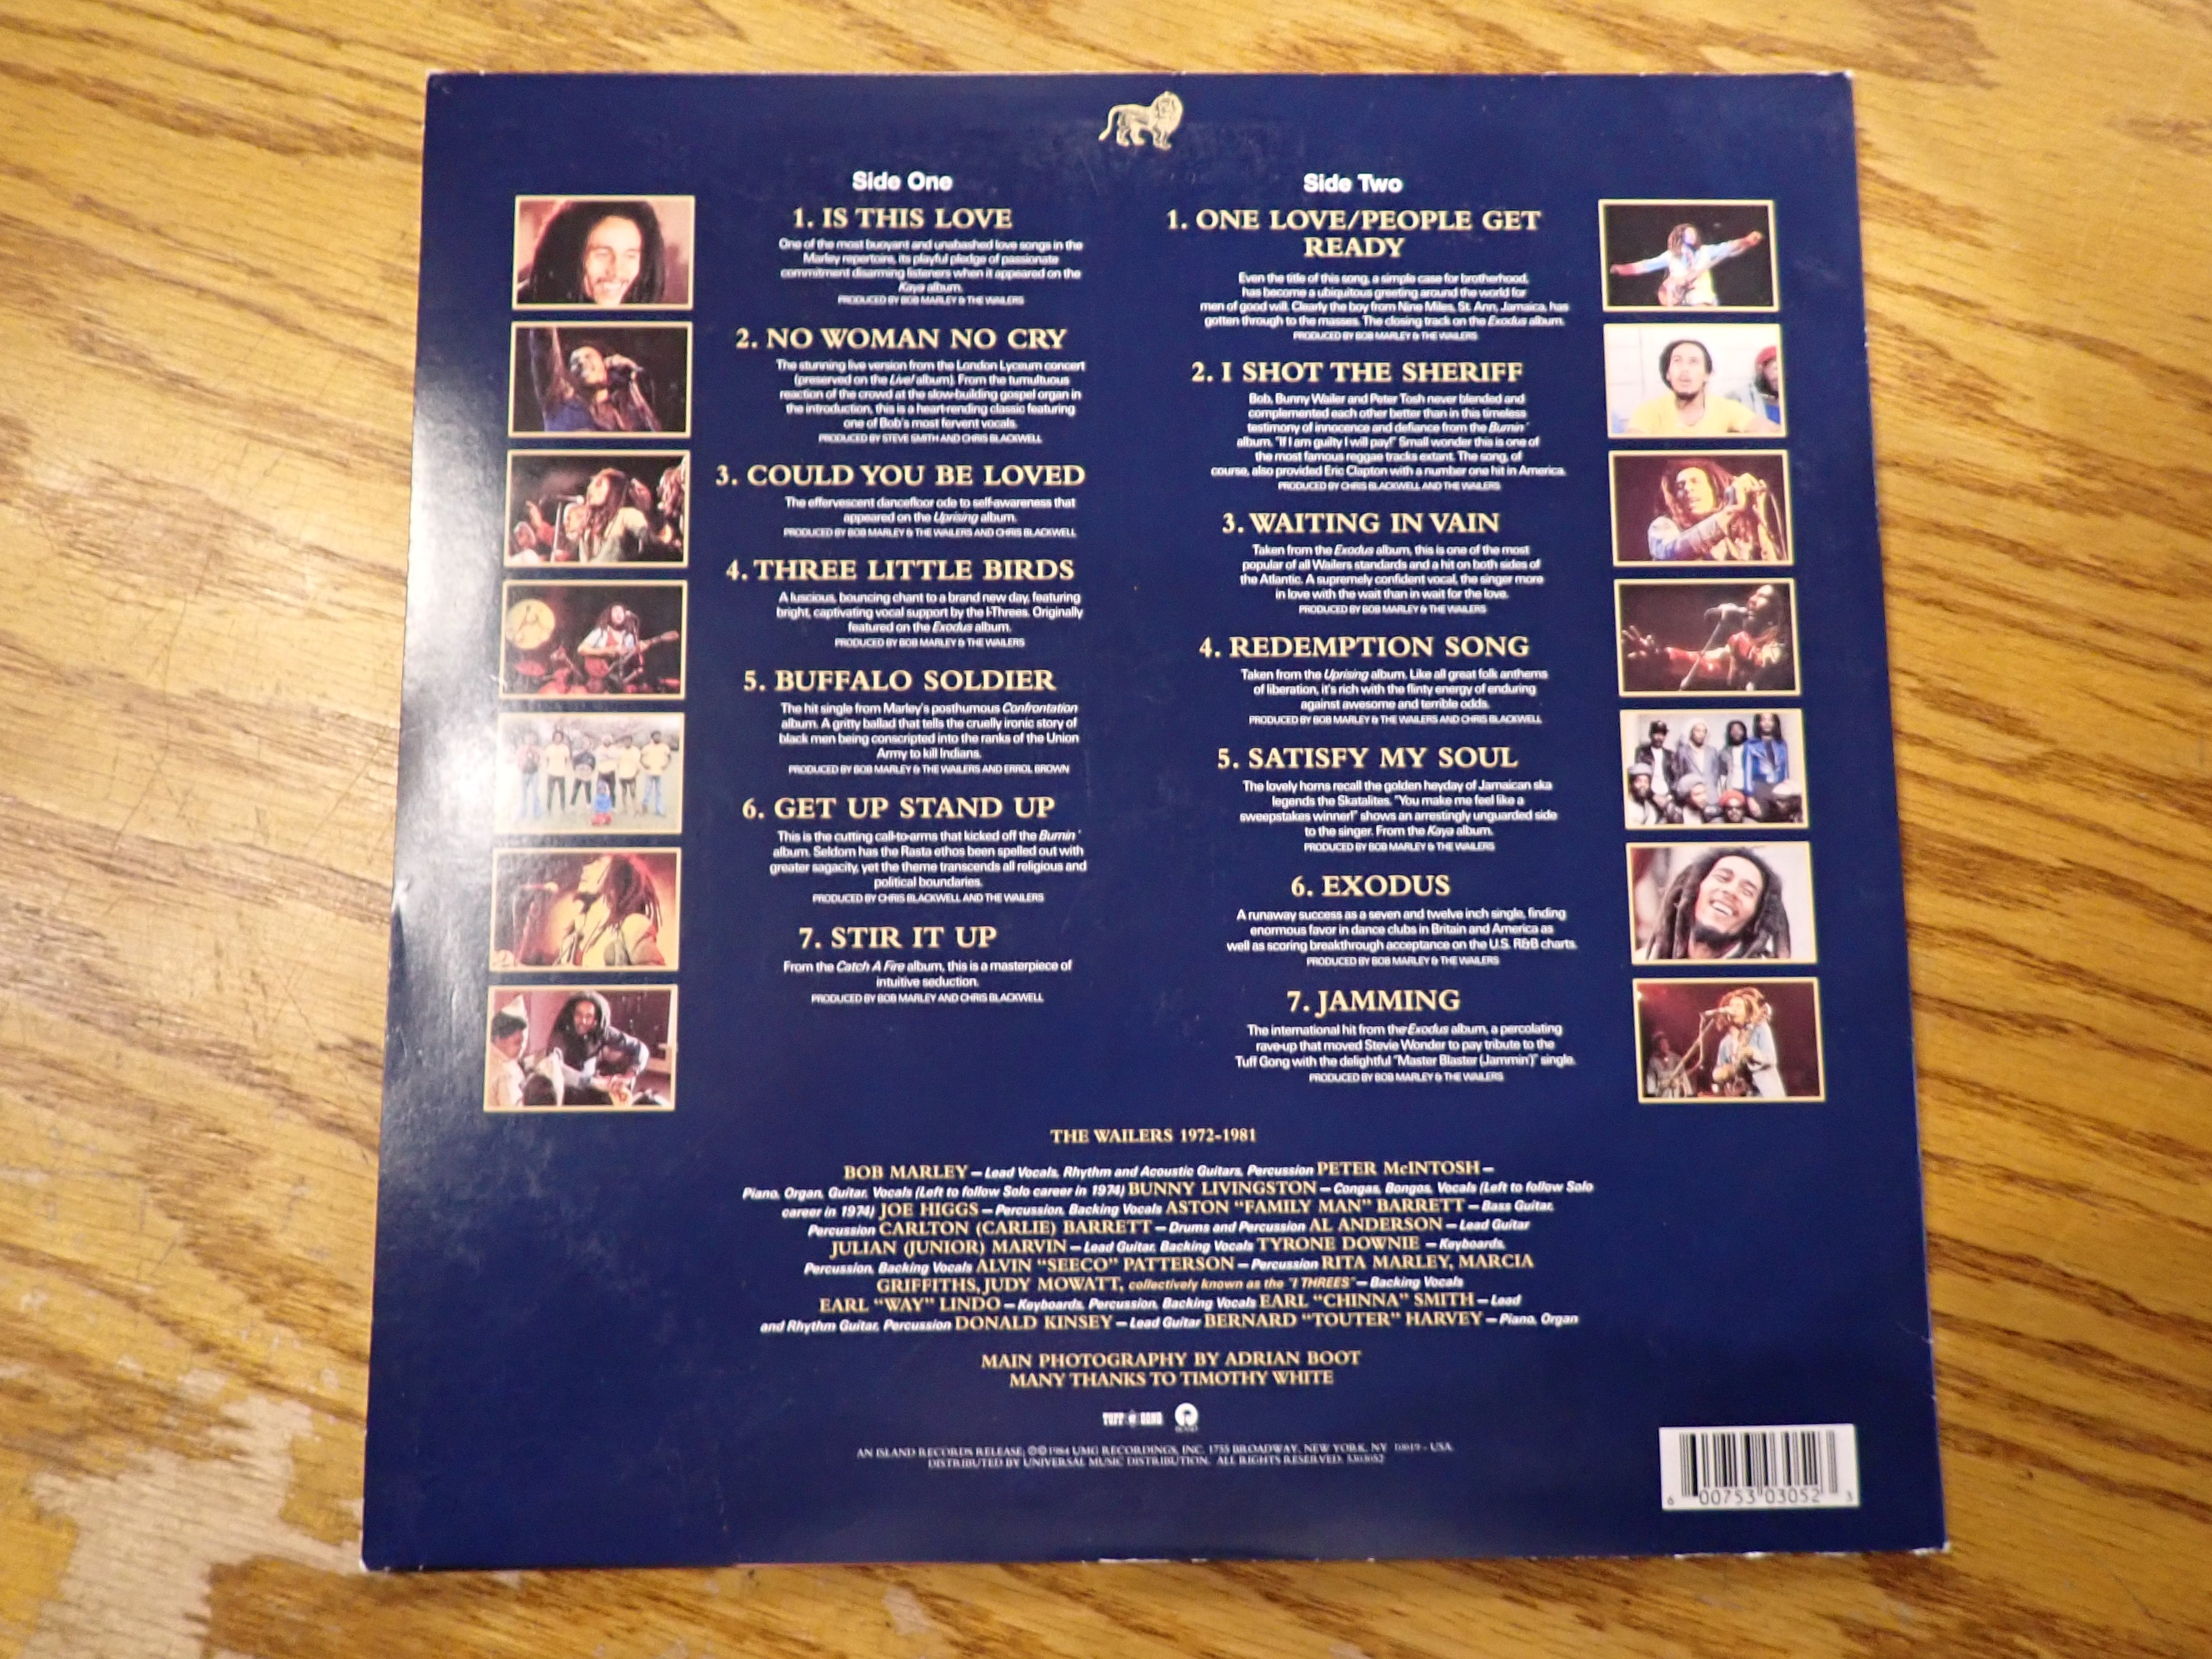 Side One
1. IS THIS LOVE
One of the most buoyant and unabashed love songs in the
Marley repertoire, its playful pledge of passionate
commitment disarming listeners when it appeared on the
Kaya album.
PRODUCED BY BOB MARLEY & THE WAILERS
2. NO WOMAN NO CRY
The stunning live version from the London Lyceum concert
(preserved on the Live! album). From the tumultuous
reaction of the crowd at the slow-building gospel organ in
the introduction, this is a heart-rending classic featuring
one of Bob's most fervent vocals.
PRODUCED BY STEVE SMITH AND CHRIS BLACKWELL
3. COULD YOU BE LOVED
The effervescent dancefloor ode to self-awareness that
appeared on the Uprising album.
PRODUCED BY BOB MARLEY & THE WAILERS AND CHRIS BLACKWELL
4. THREE LITTLE BIRDS
A luscious, bouncing chant to a brand new day, featuring
bright, captivating vocal support by the I-Threes. Originally
featured on the Exodus album.
PRODUCED BY BOB MARLEY & THE WAILERS
5. BUFFALO SOLDIER
The hit single from Marley's posthumous Confrontation
album. A gritty ballad that tells the cruelly ironic story of
black men being conscripted into the ranks of the Union
Army to kill Indians.
PRODUCED BY BOB MARLEY & THE WAILERS AND ERROL BROWN
6. GET UP STAND UP
This is the cutting call-to-arms that kicked off the Burnin'
album. Seldom has the Rasta ethos been spelled out with
greater sagacity, yet the theme transcends all religious and
political boundaries.
PRODUCED BY CHRIS BLACKWELL AND THE WAILERS
7. STIR IT UP
From the Catch A Fire album, this is a masterpiece of
intuitive seduction.
PRODUCED BY BOB MARLEY AND CHRIS BLACKWELL
Side Two
1. ONE LOVE/PEOPLE GET
READY
Even the title of this song, a simple case for brotherhood,
has become a ubiquitous greeting around the world for
men of good will. Clearly the boy from Nine Miles, St. Ann, Jamaica, has
gotten through to the masses. The closing track on the Exodus album.
PRODUCED BY BOB MARLEY & THE WAILERS
2. I SHOT THE SHERIFF
Bob, Bunny Wailer and Peter Tosh never blended and
complemented each other better than in this timeless
testimony of innocence and defiance from the Burnin'
album. "If I am guilty I will pay!" Small wonder this is one of
the most famous reggae tracks extant. The song, of
course, also provided Eric Clapton with a number one hit in America.
PRODUCED BY CHRIS BLACKWELL AND THE WAILERS
3. WAITING IN VAIN
Taken from the Exodus album, this is one of the most
popular of all Wailers standards and a hit on both sides of
the Atlantic. A supremely confident vocal, the singer more
in love with the wait than in wait for the love.
PRODUCED BY BOB MARLEY & THE WAILERS
4. REDEMPTION SONG
Taken from the Uprising album. Like all great folk anthems
of liberation, it's rich with the flinty energy of enduring
against awesome and terrible odds.
PRODUCED BY BOB MARLEY & THE WAILERS AND CHRIS BLACKWELL
5. SATISFY MY SOUL
The lovely horns recall the golden heyday of Jamaican ska
legends the Skatalites. "You make me feel like a
sweepstakes winner!" shows an arrestingly unguarded side
to the singer. From the Kaya album.
PRODUCED BY BOB MARLEY & THE WAILERS
6. EXODUS
A runaway success as a seven and twelve inch single, finding
enormous favor in dance clubs in Britain and America as
well as scoring breakthrough acceptance on the U.S. R&B charts.
PRODUCED BY BOB MARLEY & THE WAILERS
7. JAMMING
The international hit from the Exodus album, a percolating
rave-up that moved Stevie Wonder to pay tribute to the
Tuff Gong with the delightful "Master Blaster (Jammin')" single.
PRODUCED BY BOB MARLEY & THE WAILERS
THE WAILERS 1972-1981
BOB MARLEY – Lead Vocals, Rhythm and Acoustic Guitars, Percussion PETER McINTOSH –
Piano, Organ, Guitar, Vocals (Left to follow Solo career in 1974) BUNNY LIVINGSTON – Congas, Bongos, Vocals (Left to follow Solo
career in 1974) JOE HIGGS – Percussion, Backing Vocals ASTON "FAMILY MAN" BARRETT – Bass Guitar,
Percussion CARLTON (CARLIE) BARRETT – Drums and Percussion AL ANDERSON – Lead Guitar
JULIAN (JUNIOR) MARVIN – Lead Guitar, Backing Vocals TYRONE DOWNIE – Keyboards,
Percussion, Backing Vocals ALVIN "SEECO" PATTERSON – Percussion RITA MARLEY, MARCIA
GRIFFITHS, JUDY MOWATT, collectively known as the "I THREES" – Backing Vocals
EARL "WAY" LINDO – Keyboards, Percussion, Backing Vocals EARL "CHINNA" SMITH – Lead
and Rhythm Guitar, Percussion DONALD KINSEY – Lead Guitar BERNARD "TOUTER" HARVEY – Piano, Organ
MAIN PHOTOGRAPHY BY ADRIAN BOOT
MANY THANKS TO TIMOTHY WHITE
TUFF GONG ISLAND
AN ISLAND RECORDS RELEASE; ℗©1984 UMG RECORDINGS, INC. 1755 BROADWAY, NEW YORK, NY 10019 - USA.
DISTRIBUTED BY UNIVERSAL MUSIC DISTRIBUTION. ALL RIGHTS RESERVED. 5303052
6 00753 03052 3